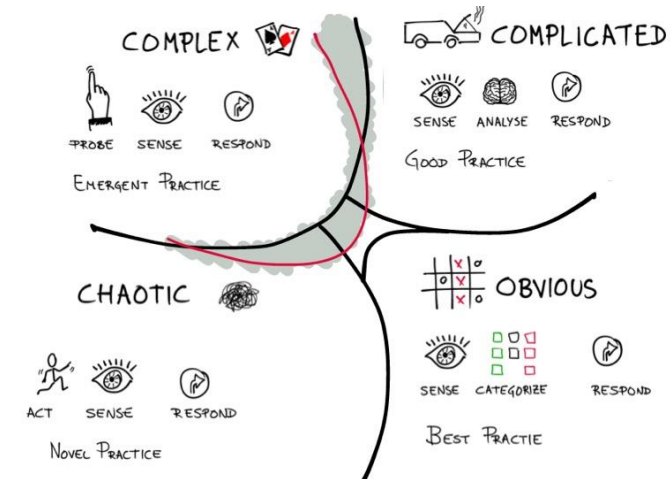 COMPLEX
PROBE SENSE RESPOND
EMERGENT PRACTICE
COMPLICATED
SENSE ANALYSE RESPOND
GOOD PRACTICE
CHAOTIC
ACT SENSE RESPOND
NOVEL PRACTICE
X O
O X
X O
OBVIOUS
SENSE CATEGORIZE RESPOND
BEST PRACTIE